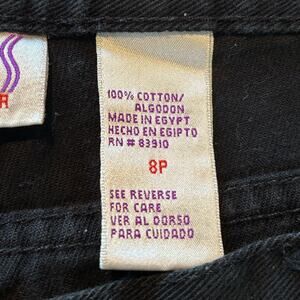 R
100% COTTON/
ALGODON
MADE IN EGYPT
HECHO EN EGIPTO
RN # 83910
8P
SEE REVERSE
FOR CARE
VER AL DORSO
PARA CUIDADO